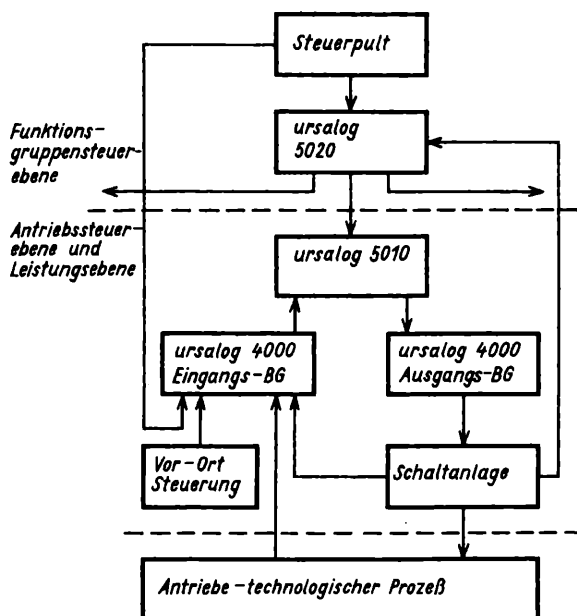 Steuerpult
Funktions-
gruppensteuer-
ebene
ursalog
5020
Antriebssteuer-
ebene und
Leistungsebene
ursalog 5010
ursalog 4000
Eingangs-BG
ursalog 4000
Ausgangs-BG
Vor-Ort
Steuerung
Schaltanlage
Antriebe-technologischer Prozeß